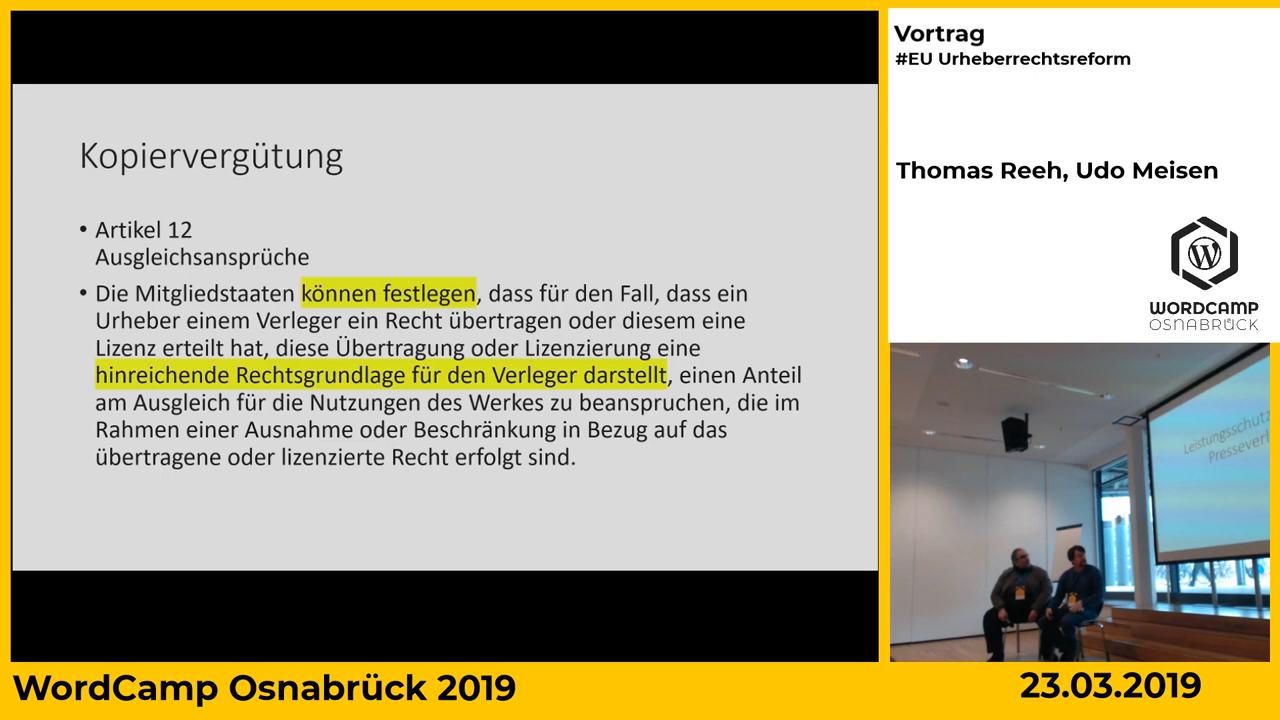 Kopiervergütung
• Artikel 12
Ausgleichsansprüche
• Die Mitgliedstaaten können festlegen, dass für den Fall, dass ein
Urheber einem Verleger ein Recht übertragen oder diesem eine
Lizenz erteilt hat, diese Übertragung oder Lizenzierung eine
hinreichende Rechtsgrundlage für den Verleger darstellt, einen Anteil
am Ausgleich für die Nutzungen des Werkes zu beanspruchen, die im
Rahmen einer Ausnahme oder Beschränkung in Bezug auf das
übertragene oder lizenzierte Recht erfolgt sind.
Vortrag
#EU Urheberrechtsreform
Thomas Reeh, Udo Meisen
WORDCAMP
OSNABRÜCK
Leistungsschutz
Presseverl
WordCamp Osnabrück 2019
23.03.2019